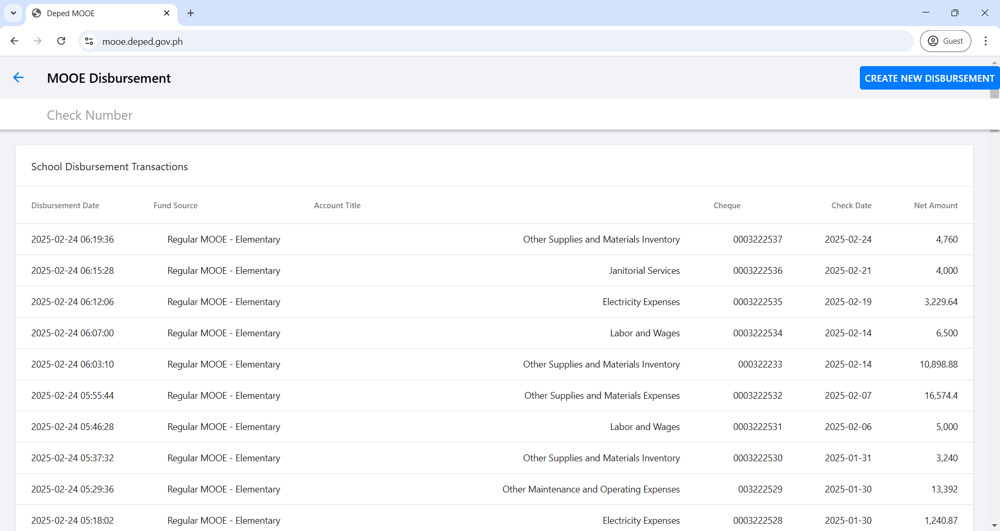 Deped MOOE
mooe.deped.gov.ph
Guest
MOOE Disbursement
CREATE NEW DISBURSEMENT
Check Number
School Disbursement Transactions
Disbursement Date Fund Source Account Title Cheque Check Date Net Amount
2025-02-24 06:19:36 Regular MOOE - Elementary Other Supplies and Materials Inventory 0003222537 2025-02-24 4,760
2025-02-24 06:15:28 Regular MOOE - Elementary Janitorial Services 0003222536 2025-02-21 4,000
2025-02-24 06:12:06 Regular MOOE - Elementary Electricity Expenses 0003222535 2025-02-19 3,229.64
2025-02-24 06:07:00 Regular MOOE - Elementary Labor and Wages 0003222534 2025-02-14 6,500
2025-02-24 06:03:10 Regular MOOE - Elementary Other Supplies and Materials Inventory 000322233 2025-02-14 10,898.88
2025-02-24 05:55:44 Regular MOOE - Elementary Other Supplies and Materials Expenses 0003222532 2025-02-07 16,574.4
2025-02-24 05:46:28 Regular MOOE - Elementary Labor and Wages 0003222531 2025-02-06 5,000
2025-02-24 05:37:32 Regular MOOE - Elementary Other Supplies and Materials Inventory 0003222530 2025-01-31 3,240
2025-02-24 05:29:36 Regular MOOE - Elementary Other Maintenance and Operating Expenses 003222529 2025-01-30 13,392
2025-02-24 05:18:02 Regular MOOE - Elementary Electricity Expenses 0003222528 2025-01-30 1,240.87